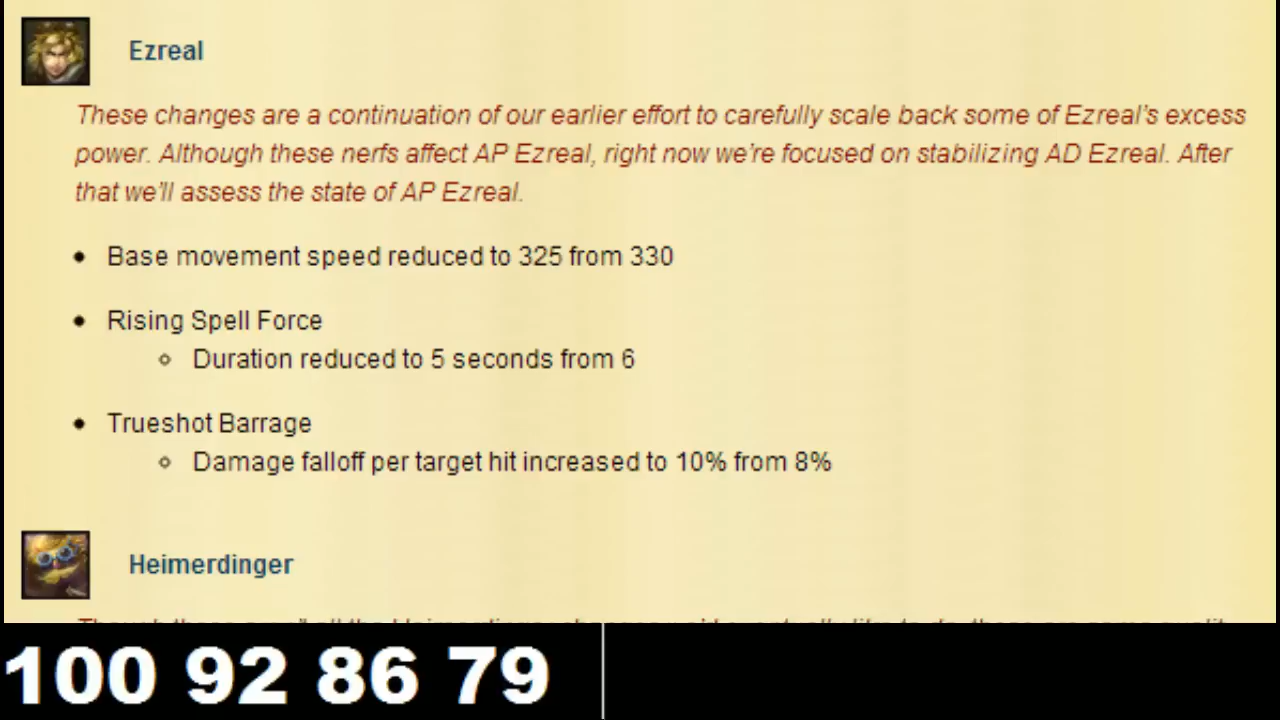 Ezreal
These changes are a continuation of our earlier effort to carefully scale back some of Ezreal's excess
power. Although these nerfs affect AP Ezreal, right now we're focused on stabilizing AD Ezreal. After
that we'll assess the state of AP Ezreal.
• Base movement speed reduced to 325 from 330
• Rising Spell Force
○ Duration reduced to 5 seconds from 6
• Trueshot Barrage
○ Damage falloff per target hit increased to 10% from 8%
Heimerdinger
100 92 86 79